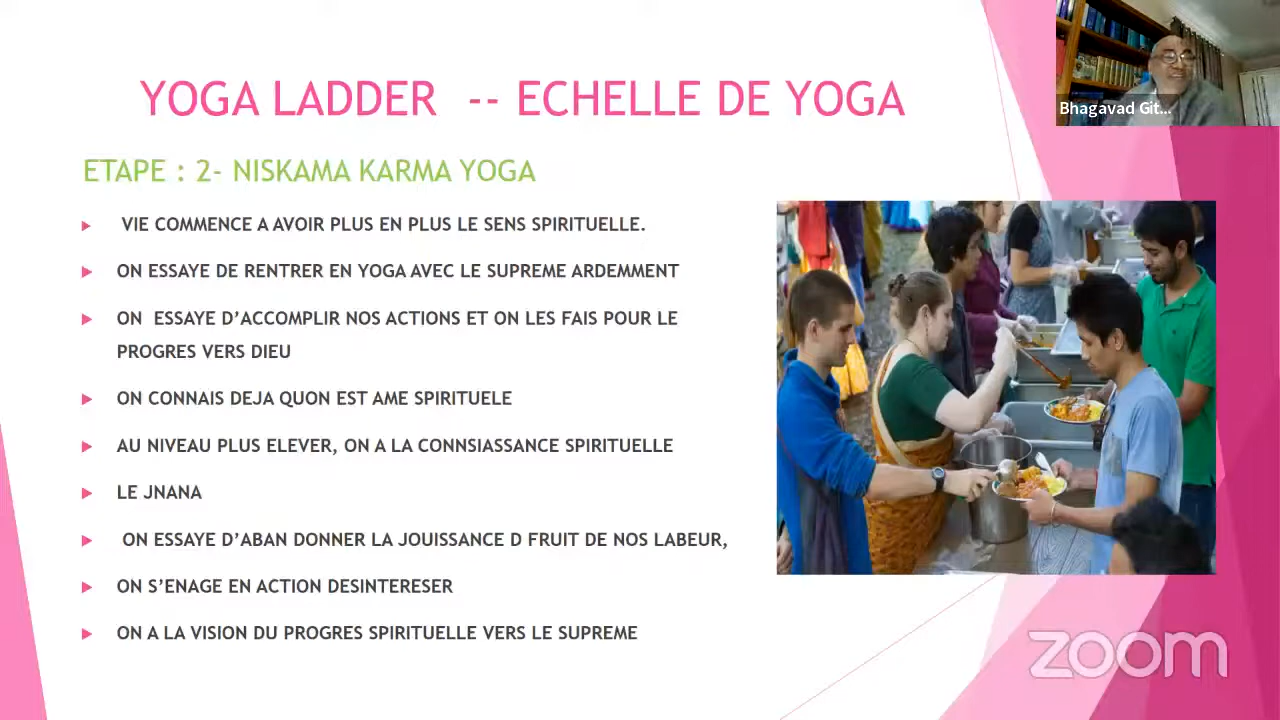 YOGA LADDER -- ECHELLE DE YOGA
Bhagavad Git...
ETAPE : 2- NISKAMA KARMA YOGA
VIE COMMENCE A AVOIR PLUS EN PLUS LE SENS SPIRITUELLE.
ON ESSAYE DE RENTRER EN YOGA AVEC LE SUPREME ARDEMMENT
ON ESSAYE D’ACCOMPLIR NOS ACTIONS ET ON LES FAIS POUR LE
PROGRES VERS DIEU
ON CONNAIS DEJA QUON EST AME SPIRITUELE
AU NIVEAU PLUS ELEVER, ON A LA CONNSIASSANCE SPIRITUELLE
LE JNANA
ON ESSAYE D’ABAN DONNER LA JOUISSANCE D FRUIT DE NOS LABEUR,
ON S’ENAGE EN ACTION DESINTERESER
ON A LA VISION DU PROGRES SPIRITUELLE VERS LE SUPREME
zoom